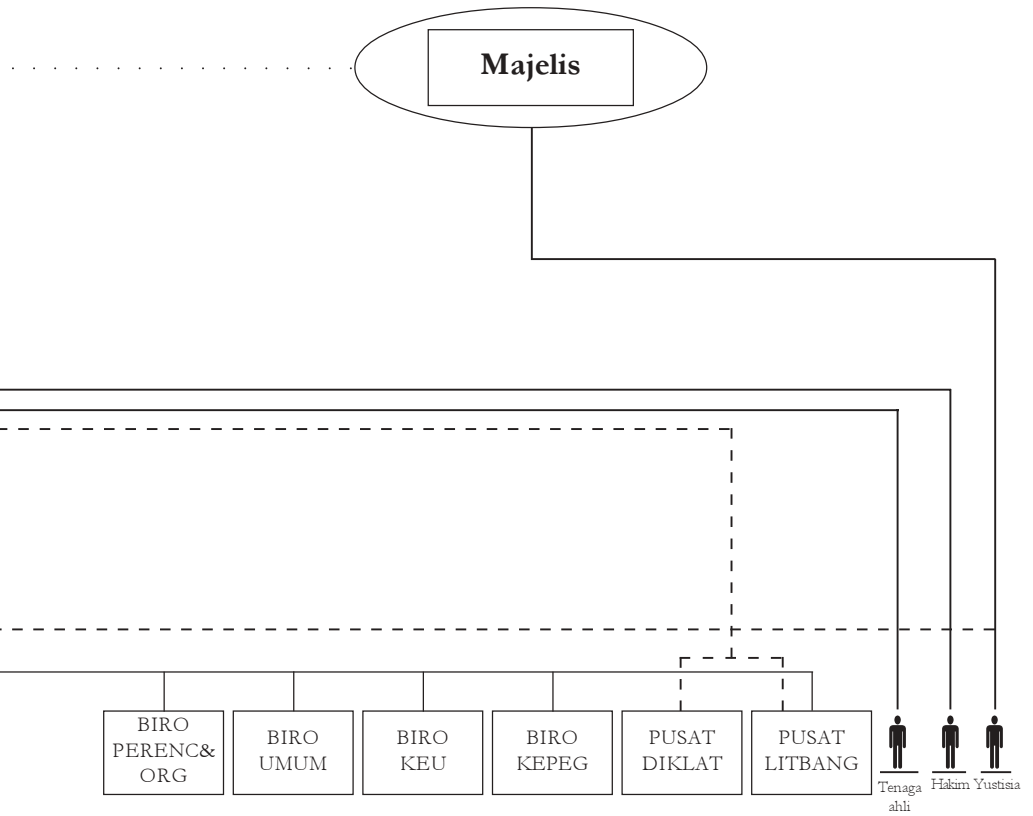 Majelis
BIRO
PERENC&
ORG
BIRO
UMUM
BIRO
KEU
BIRO
KEPEG
PUSAT
DIKLAT
PUSAT
LITBANG
Tenaga
ahli
Hakim
Yustisia